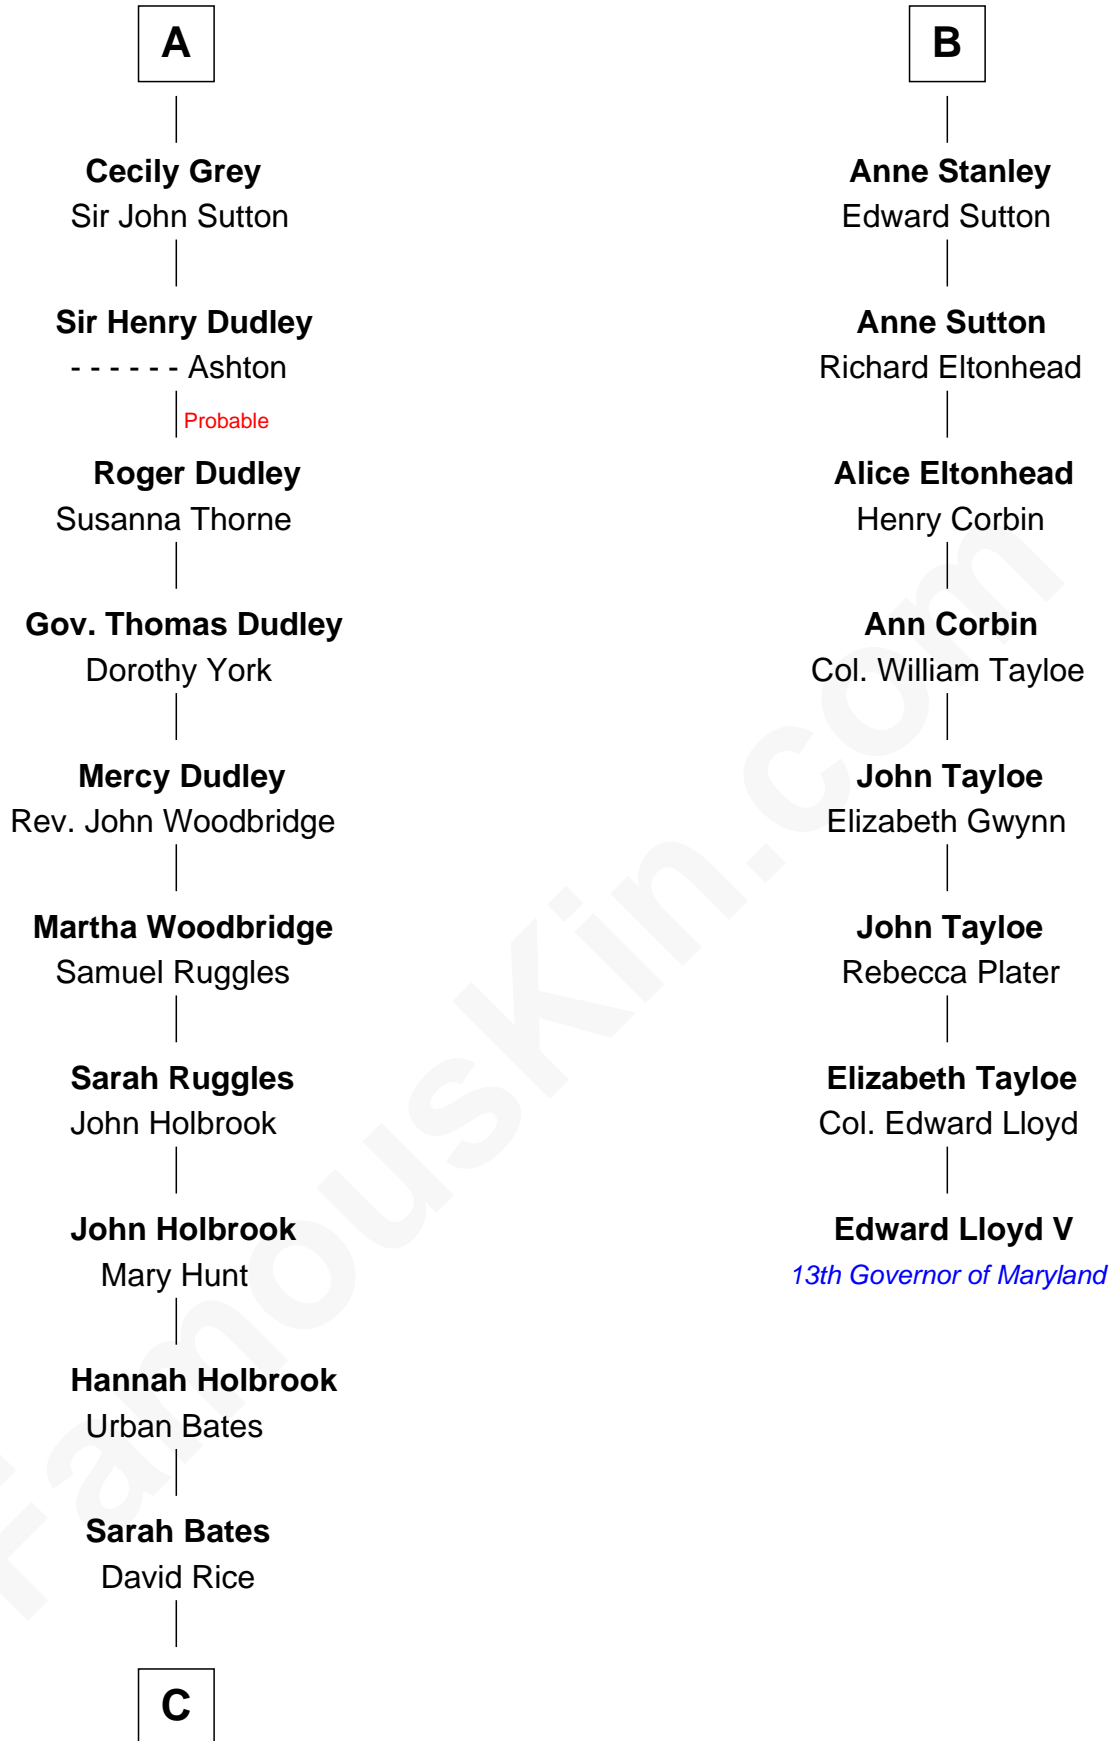 A
Cecily Grey
Sir John Sutton
Sir Henry Dudley
- - - - - - Ashton
Probable
Roger Dudley
Susanna Thorne
Gov. Thomas Dudley
Dorothy York
Mercy Dudley
Rev. John Woodbridge
Martha Woodbridge
Samuel Ruggles
Sarah Ruggles
John Holbrook
John Holbrook
Mary Hunt
Hannah Holbrook
Urban Bates
Sarah Bates
David Rice
C
B
Anne Stanley
Edward Sutton
Anne Sutton
Richard Eltonhead
Alice Eltonhead
Henry Corbin
Ann Corbin
Col. William Tayloe
John Tayloe
Elizabeth Gwynn
John Tayloe
Rebecca Plater
Elizabeth Tayloe
Col. Edward Lloyd
Edward Lloyd V
13th Governor of Maryland
FamousKin.com